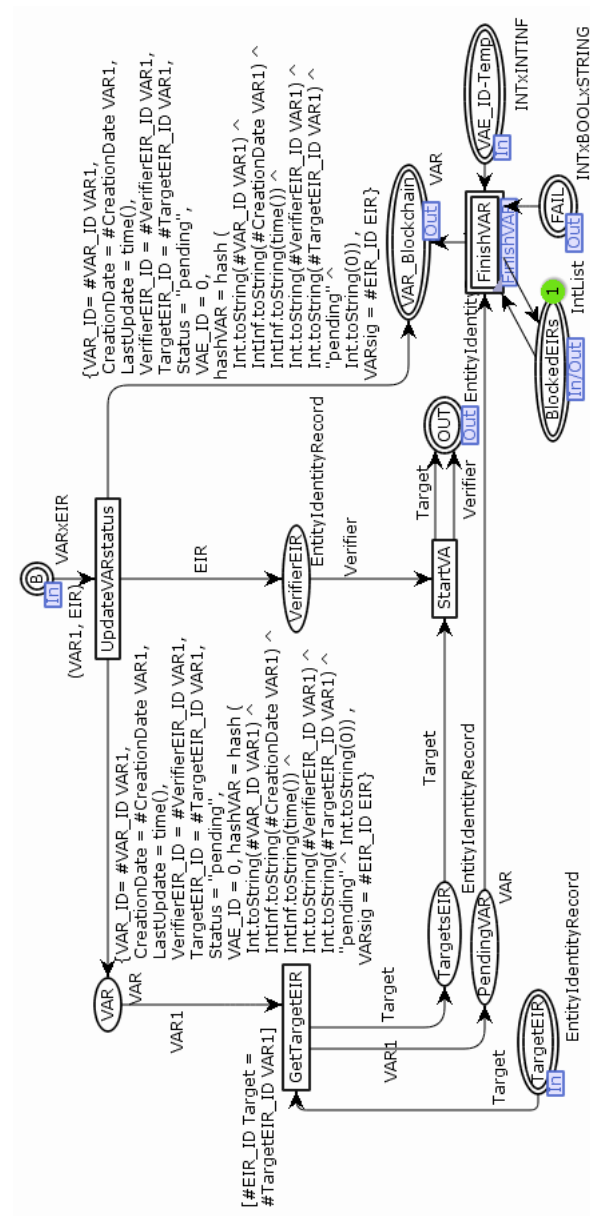 B
In
VARxEIR
(VAR1, EIR)
UpdateVARstatus
{VAR_ID= #VAR_ID VAR1,
CreationDate = #CreationDate VAR1,
LastUpdate = time(),
VerifierEIR_ID = #VerifierEIR_ID VAR1,
TargetEIR_ID = #TargetEIR_ID VAR1,
Status = "pending",
VAE_ID = 0, hashVAR = hash (
Int.toString(#VAR_ID VAR1) ^
IntInf.toString(#CreationDate VAR1) ^
IntInf.toString(time()) ^
Int.toString(#VerifierEIR_ID VAR1) ^
Int.toString(#TargetEIR_ID VAR1) ^
"pending" ^ Int.toString(0)) ,
VARsig = #EIR_ID EIR}
{VAR_ID= #VAR_ID VAR1,
CreationDate = #CreationDate VAR1,
LastUpdate = time(),
VerifierEIR_ID = #VerifierEIR_ID VAR1,
TargetEIR_ID = #TargetEIR_ID VAR1,
Status = "pending",
VAE_ID = 0,
hashVAR = hash (
Int.toString(#VAR_ID VAR1) ^
IntInf.toString(#CreationDate VAR1) ^
IntInf.toString(time()) ^
Int.toString(#VerifierEIR_ID VAR1) ^
Int.toString(#TargetEIR_ID VAR1) ^
"pending" ^
Int.toString(0)) ,
VARsig = #EIR_ID EIR}
VAR
VAR
VAR1
EIR
[#EIR_ID Target =
#TargetEIR_ID VAR1]
GetTargetEIR
VerifierEIR
EntityIdentityRecord
Verifier
VAR_Blockchain
Out
VAR
Target
VAR1
Target
TargetsEIR
EntityIdentityRecord
Target
StartVA
Target
Verifier
OUT
Out
EntityIdentity
PendingVAR
VAR
FinishVAR
FinishVAR
VAE_ID-Temp
In
INTxINTINF
TargetEIR
In
EntityIdentityRecord
BlockedEIRs
In/Out
1
IntList
FAIL
Out
INTxBOOLxSTRING